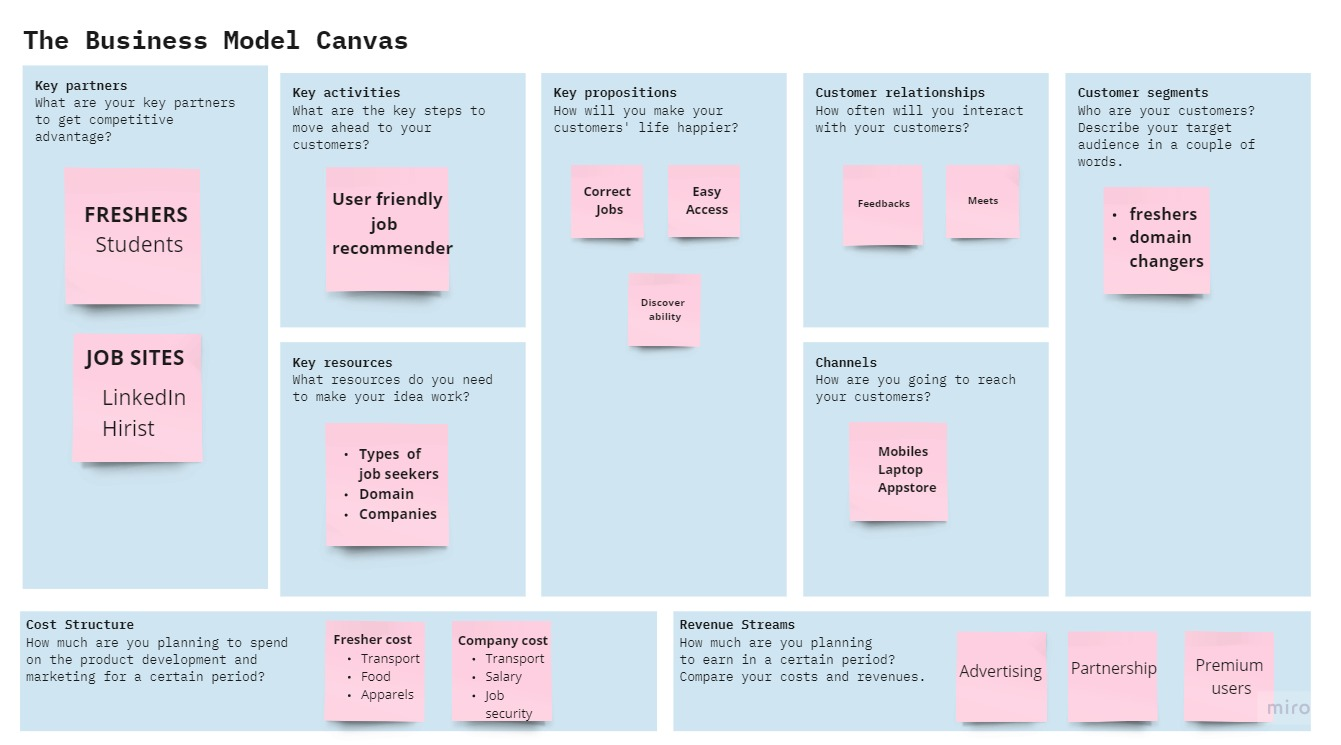 The Business Model Canvas
Key partners
What are your key partners
to get competitive
advantage?
FRESHERS
Students
JOB SITES
LinkedIn
Hirist
Key activities
What are the key steps to
move ahead to your
customers?
User friendly
job
recommender
Key resources
What resources do you need
to make your idea work?
• Types of
job seekers
• Domain
• Companies
Key propositions
How will you make your
customers' life happier?
Correct
Jobs
Easy
Access
Discover
ability
Customer relationships
How often will you interact
with your customers?
Feedbacks
Meets
Channels
How are you going to reach
your customers?
Mobiles
Laptop
Appstore
Customer segments
Who are your customers?
Describe your target
audience in a couple of
words.
• freshers
• domain
changers
Cost Structure
How much are you planning to spend
on the product development and
marketing for a certain period?
Fresher cost
• Transport
• Food
• Apparels
Company cost
• Transport
• Salary
• Job
security
Revenue Streams
How much are you planning
to earn in a certain period?
Compare your costs and revenues.
Advertising
Partnership
Premium
users
miro